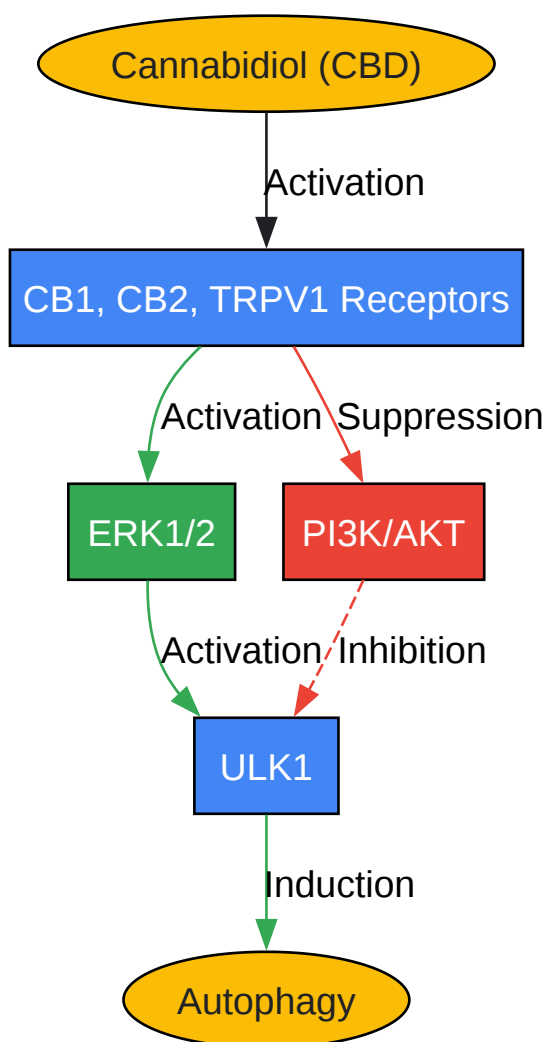 Cannabidiol (CBD)
Activation
CB1, CB2, TRPV1 Receptors
Activation
Suppression
ERK1/2
PI3K/AKT
Activation
Inhibition
ULK1
Induction
Autophagy